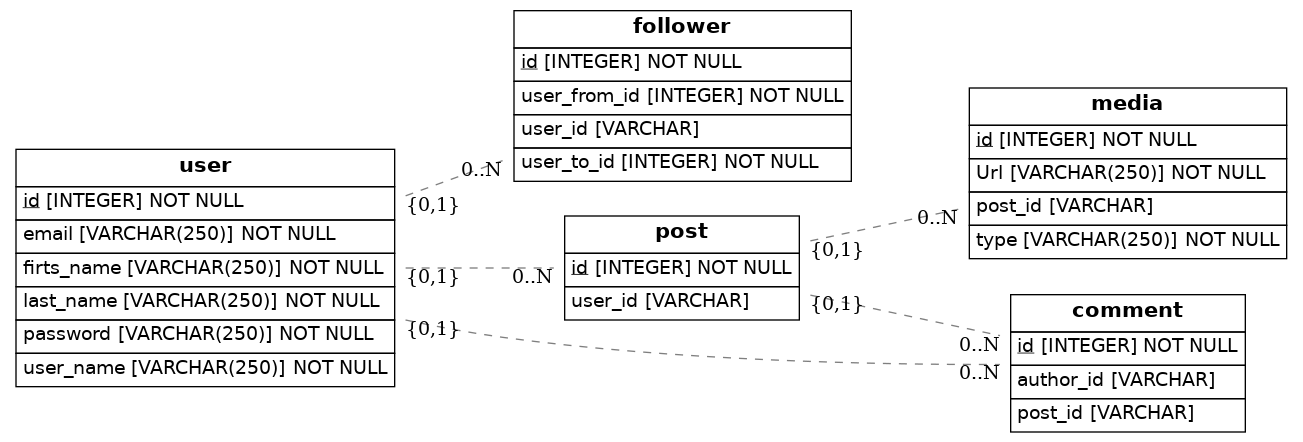 follower
id [INTEGER] NOT NULL
user_from_id [INTEGER] NOT NULL
user_id [VARCHAR]
user_to_id [INTEGER] NOT NULL
media
id [INTEGER] NOT NULL
Url [VARCHAR(250)] NOT NULL
post_id [VARCHAR]
type [VARCHAR(250)] NOT NULL
user
id [INTEGER] NOT NULL
email [VARCHAR(250)] NOT NULL
firts_name [VARCHAR(250)] NOT NULL
last_name [VARCHAR(250)] NOT NULL
password [VARCHAR(250)] NOT NULL
user_name [VARCHAR(250)] NOT NULL
0..N
{0,1}
{0,1}
0..N
{0,1}
post
id [INTEGER] NOT NULL
user_id [VARCHAR]
0..N
{0,1}
{0,1}
0..N
0..N
comment
id [INTEGER] NOT NULL
author_id [VARCHAR]
post_id [VARCHAR]